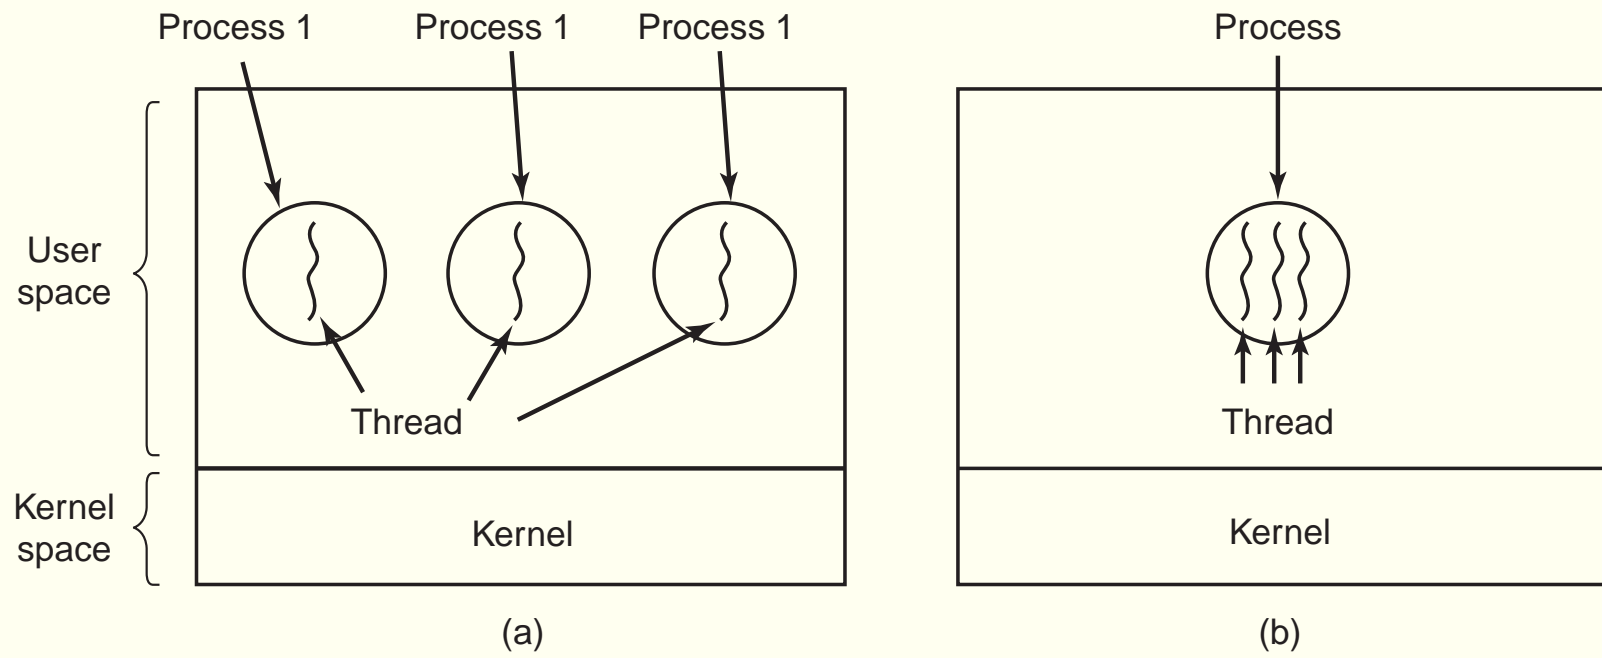 Process 1
Process 1
Process 1
Process
User
space
Thread
Thread
Kernel
space
Kernel
Kernel
(a)
(b)